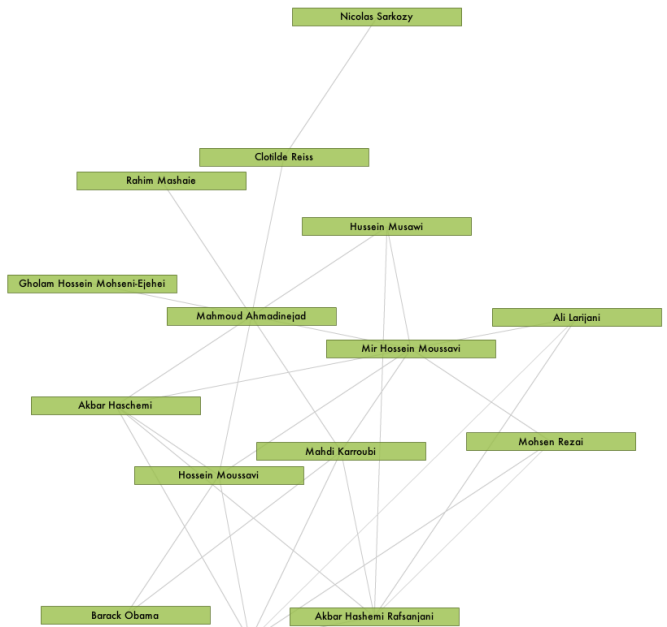 Nicolas Sarkozy
Clotilde Reiss
Rahim Mashaie
Hussein Musawi
Gholam Hossein Mohseni-Ejehei
Mahmoud Ahmadinejad
Ali Larijani
Mir Hossein Moussavi
Akbar Haschemi
Mohsen Rezai
Mahdi Karroubi
Hossein Moussavi
Barack Obama
Akbar Hashemi Rafsanjani